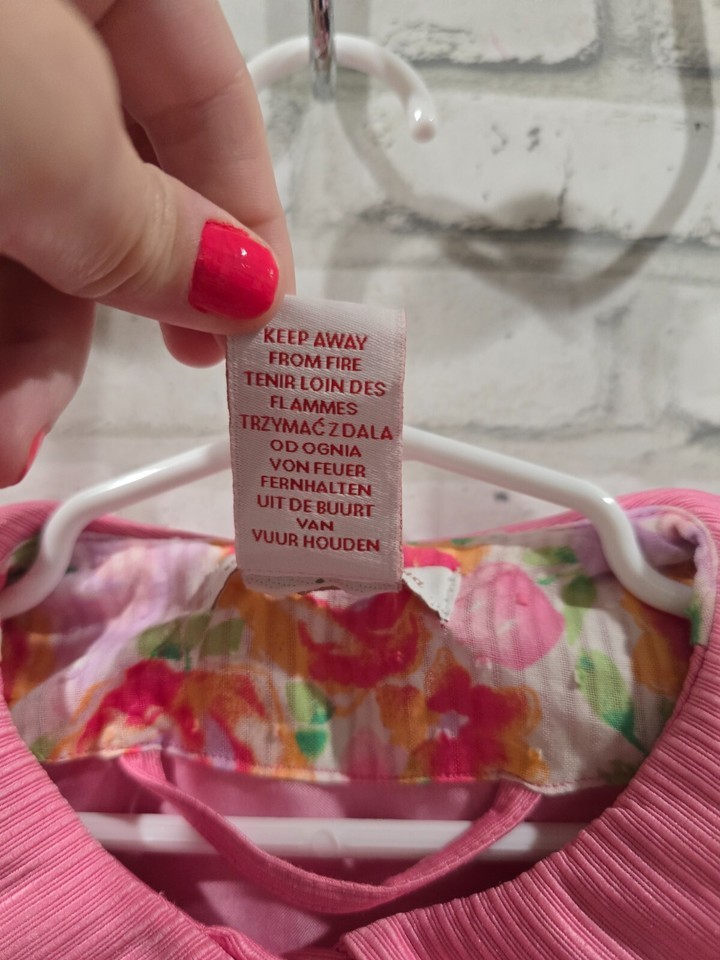 KEEP AWAY
FROM FIRE
TENIR LOIN DES
FLAMMES
TRZYMAĆ Z DALA
OD OGNIA
VON FEUER
FERNHALTEN
UIT DE BUURT
VAN
VUUR HOUDEN